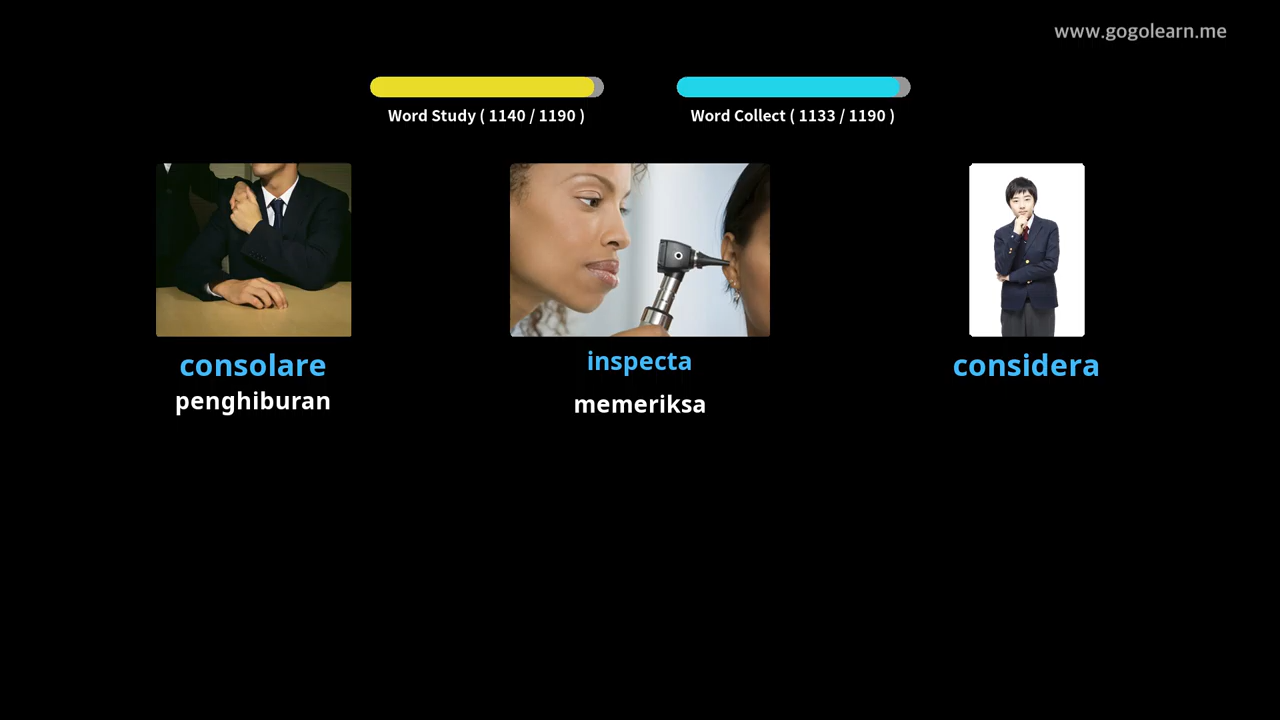 www.gogolearn.me
Word Study ( 1140 / 1190 )
Word Collect ( 1133 / 1190 )
consolare
penghiburan
inspecta
memeriksa
considera